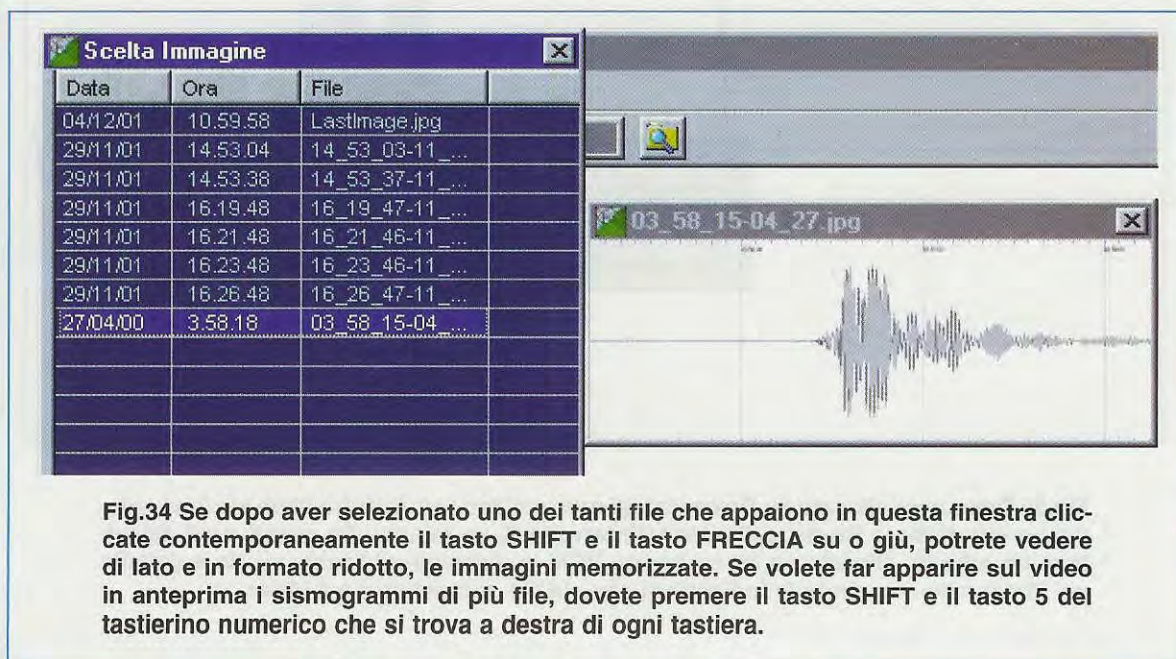 Scelta Immagine
Data Ora File
04/12/01 10.59.58 LastImage.jpg
29/11/01 14.53.04 14_53_03-11_...
29/11/01 14.53.38 14_53_37-11_...
29/11/01 16.19.48 16_19_47-11_...
29/11/01 16.21.48 16_21_46-11_...
29/11/01 16.23.48 16_23_46-11_...
29/11/01 16.26.48 16_26_47-11_...
27/04/00 3.58.18 03_58_15-04_...
03_58_15-04_27.jpg
Fig.34 Se dopo aver selezionato uno dei tanti file che appaiono in questa finestra clic-
cate contemporaneamente il tasto SHIFT e il tasto FRECCIA su o giù, potrete vedere
di lato e in formato ridotto, le immagini memorizzate. Se volete far apparire sul video
in anteprima i sismogrammi di più file, dovete premere il tasto SHIFT e il tasto 5 del
tastierino numerico che si trova a destra di ogni tastiera.